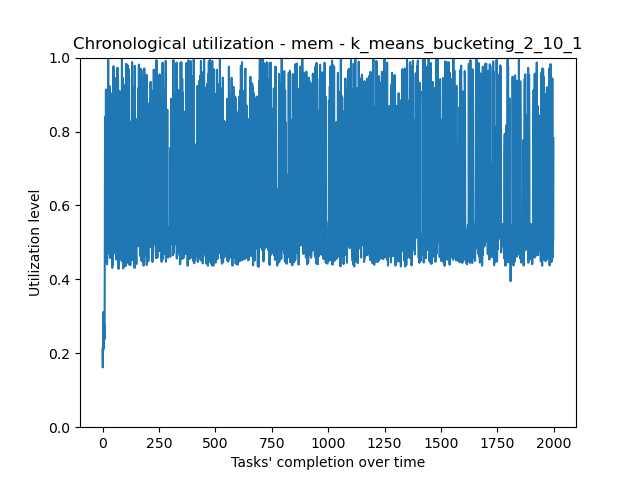 Chronological utilization - mem - k_means_bucketing_2_10_1
1.0
0.8
0.6
0.4
0.2
0.0
Utilization level
0 250 500 750 1000 1250 1500 1750 2000
Tasks' completion over time